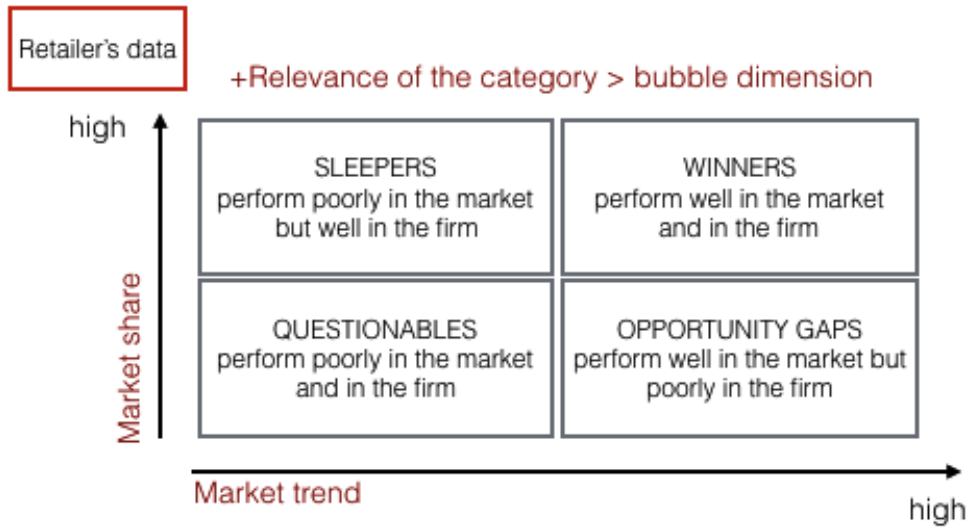 Retailer's data
+Relevance of the category > bubble dimension
high
SLEEPERS
perform poorly in the market
but well in the firm
WINNERS
perform well in the market
and in the firm
Market share
QUESTIONABLES
perform poorly in the market
and in the firm
OPPORTUNITY GAPS
perform well in the market but
poorly in the firm
Market trend
high